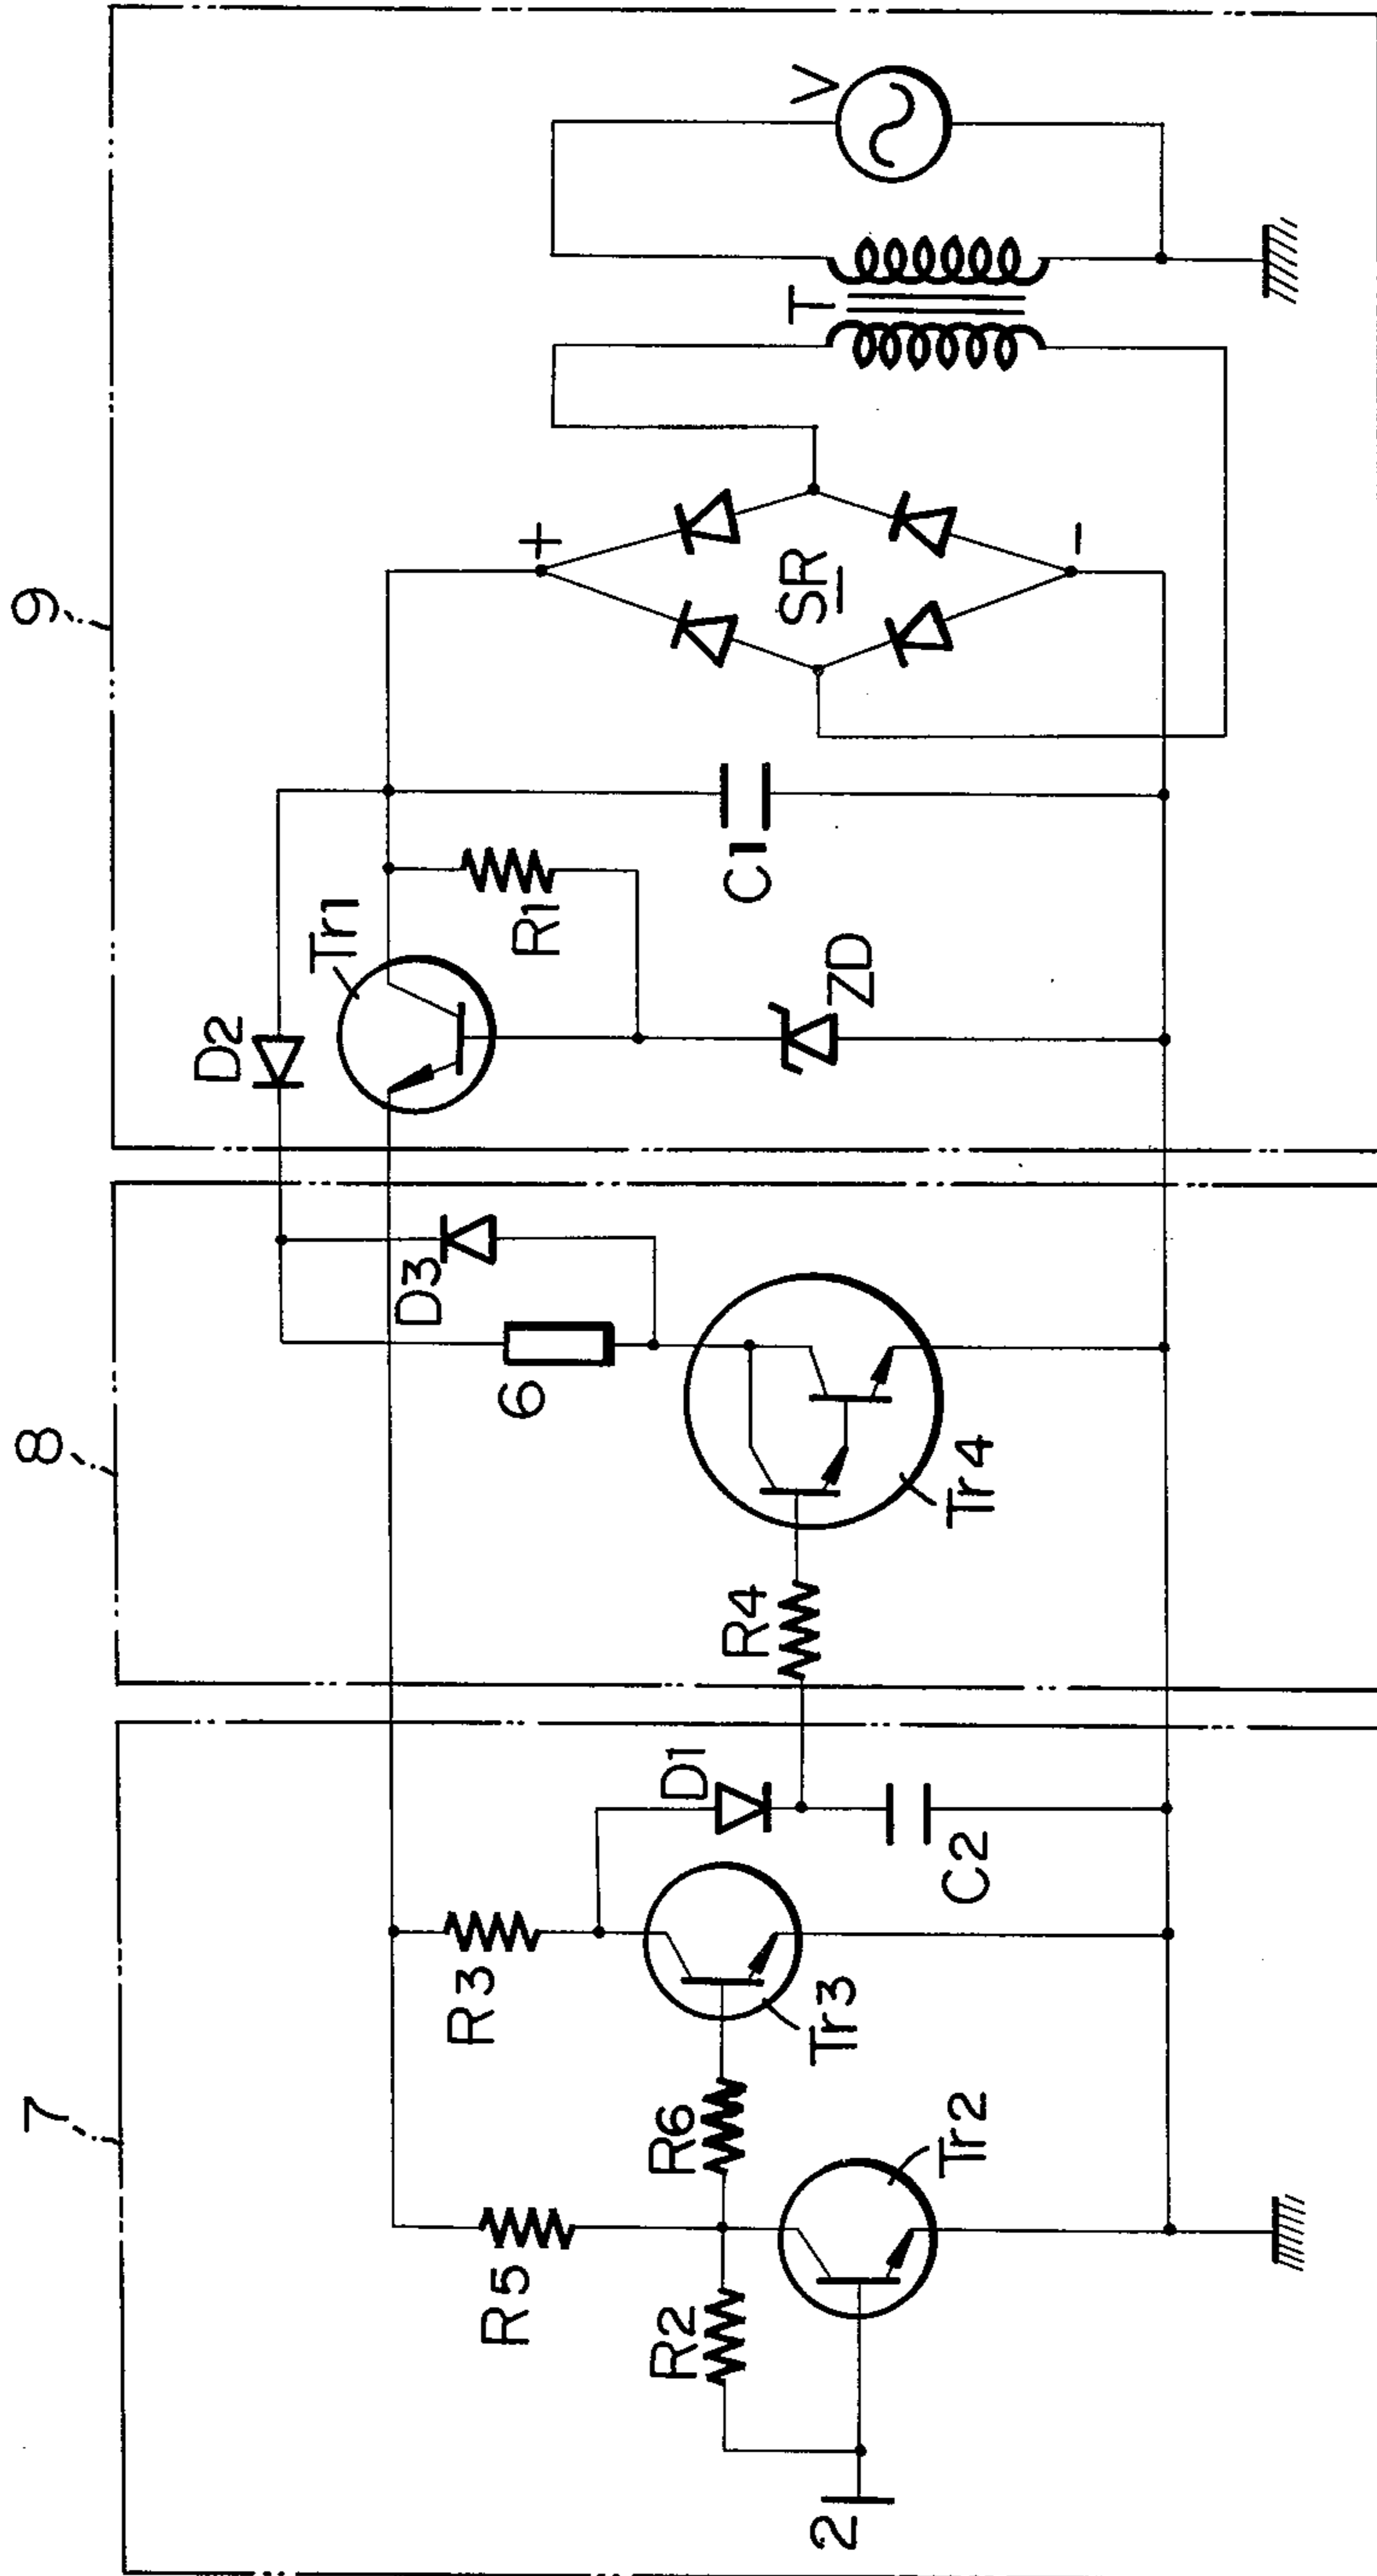 7
8
9
2
R2
R5
R6
Tr2
R3
Tr3
D1
C2
R4
Tr4
6
D3
D2
Tr1
R1
ZD
C1
+
SR
-
T
V